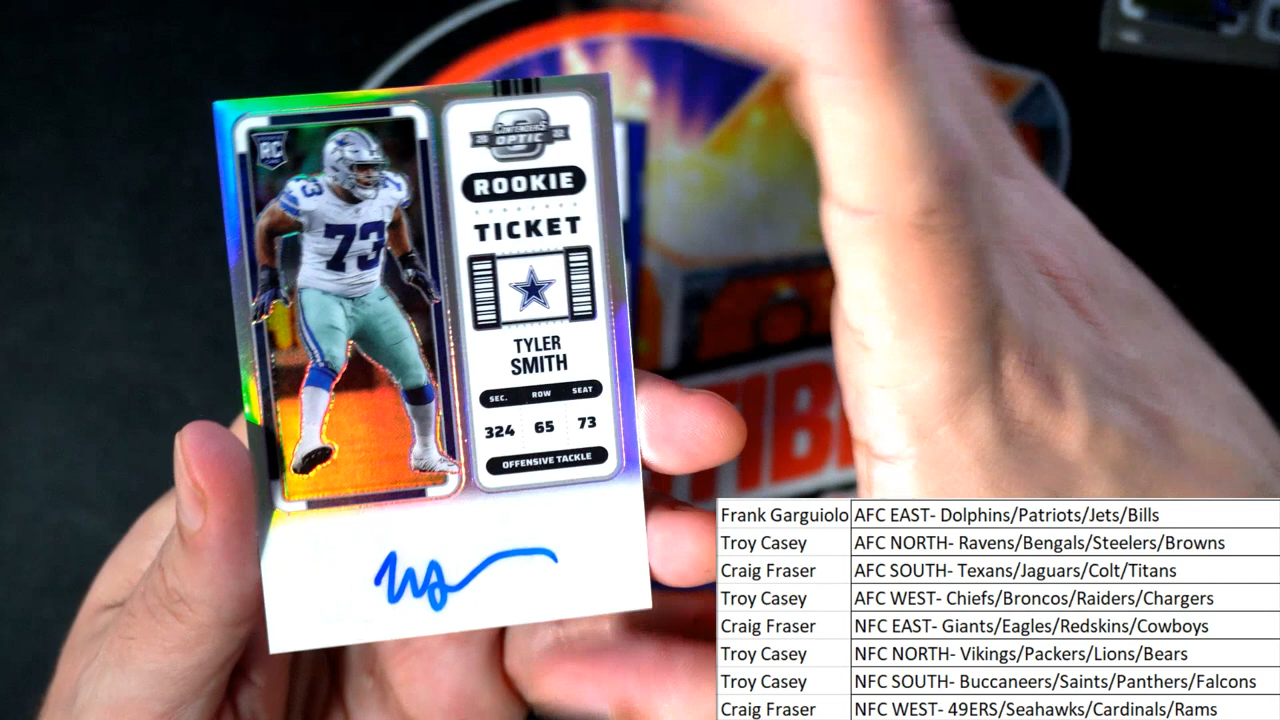 RC
73
73
CONTENDERS
20 22
OPTIC
ROOKIE
TICKET
TYLER
SMITH
SEC. ROW SEAT
324 65 73
OFFENSIVE TACKLE
Frank Garguiolo AFC EAST- Dolphins/Patriots/Jets/Bills
Troy Casey AFC NORTH- Ravens/Bengals/Steelers/Browns
Craig Fraser AFC SOUTH- Texans/Jaguars/Colt/Titans
Troy Casey AFC WEST- Chiefs/Broncos/Raiders/Chargers
Craig Fraser NFC EAST- Giants/Eagles/Redskins/Cowboys
Troy Casey NFC NORTH- Vikings/Packers/Lions/Bears
Troy Casey NFC SOUTH- Buccaneers/Saints/Panthers/Falcons
Craig Fraser NFC WEST- 49ERS/Seahawks/Cardinals/Rams